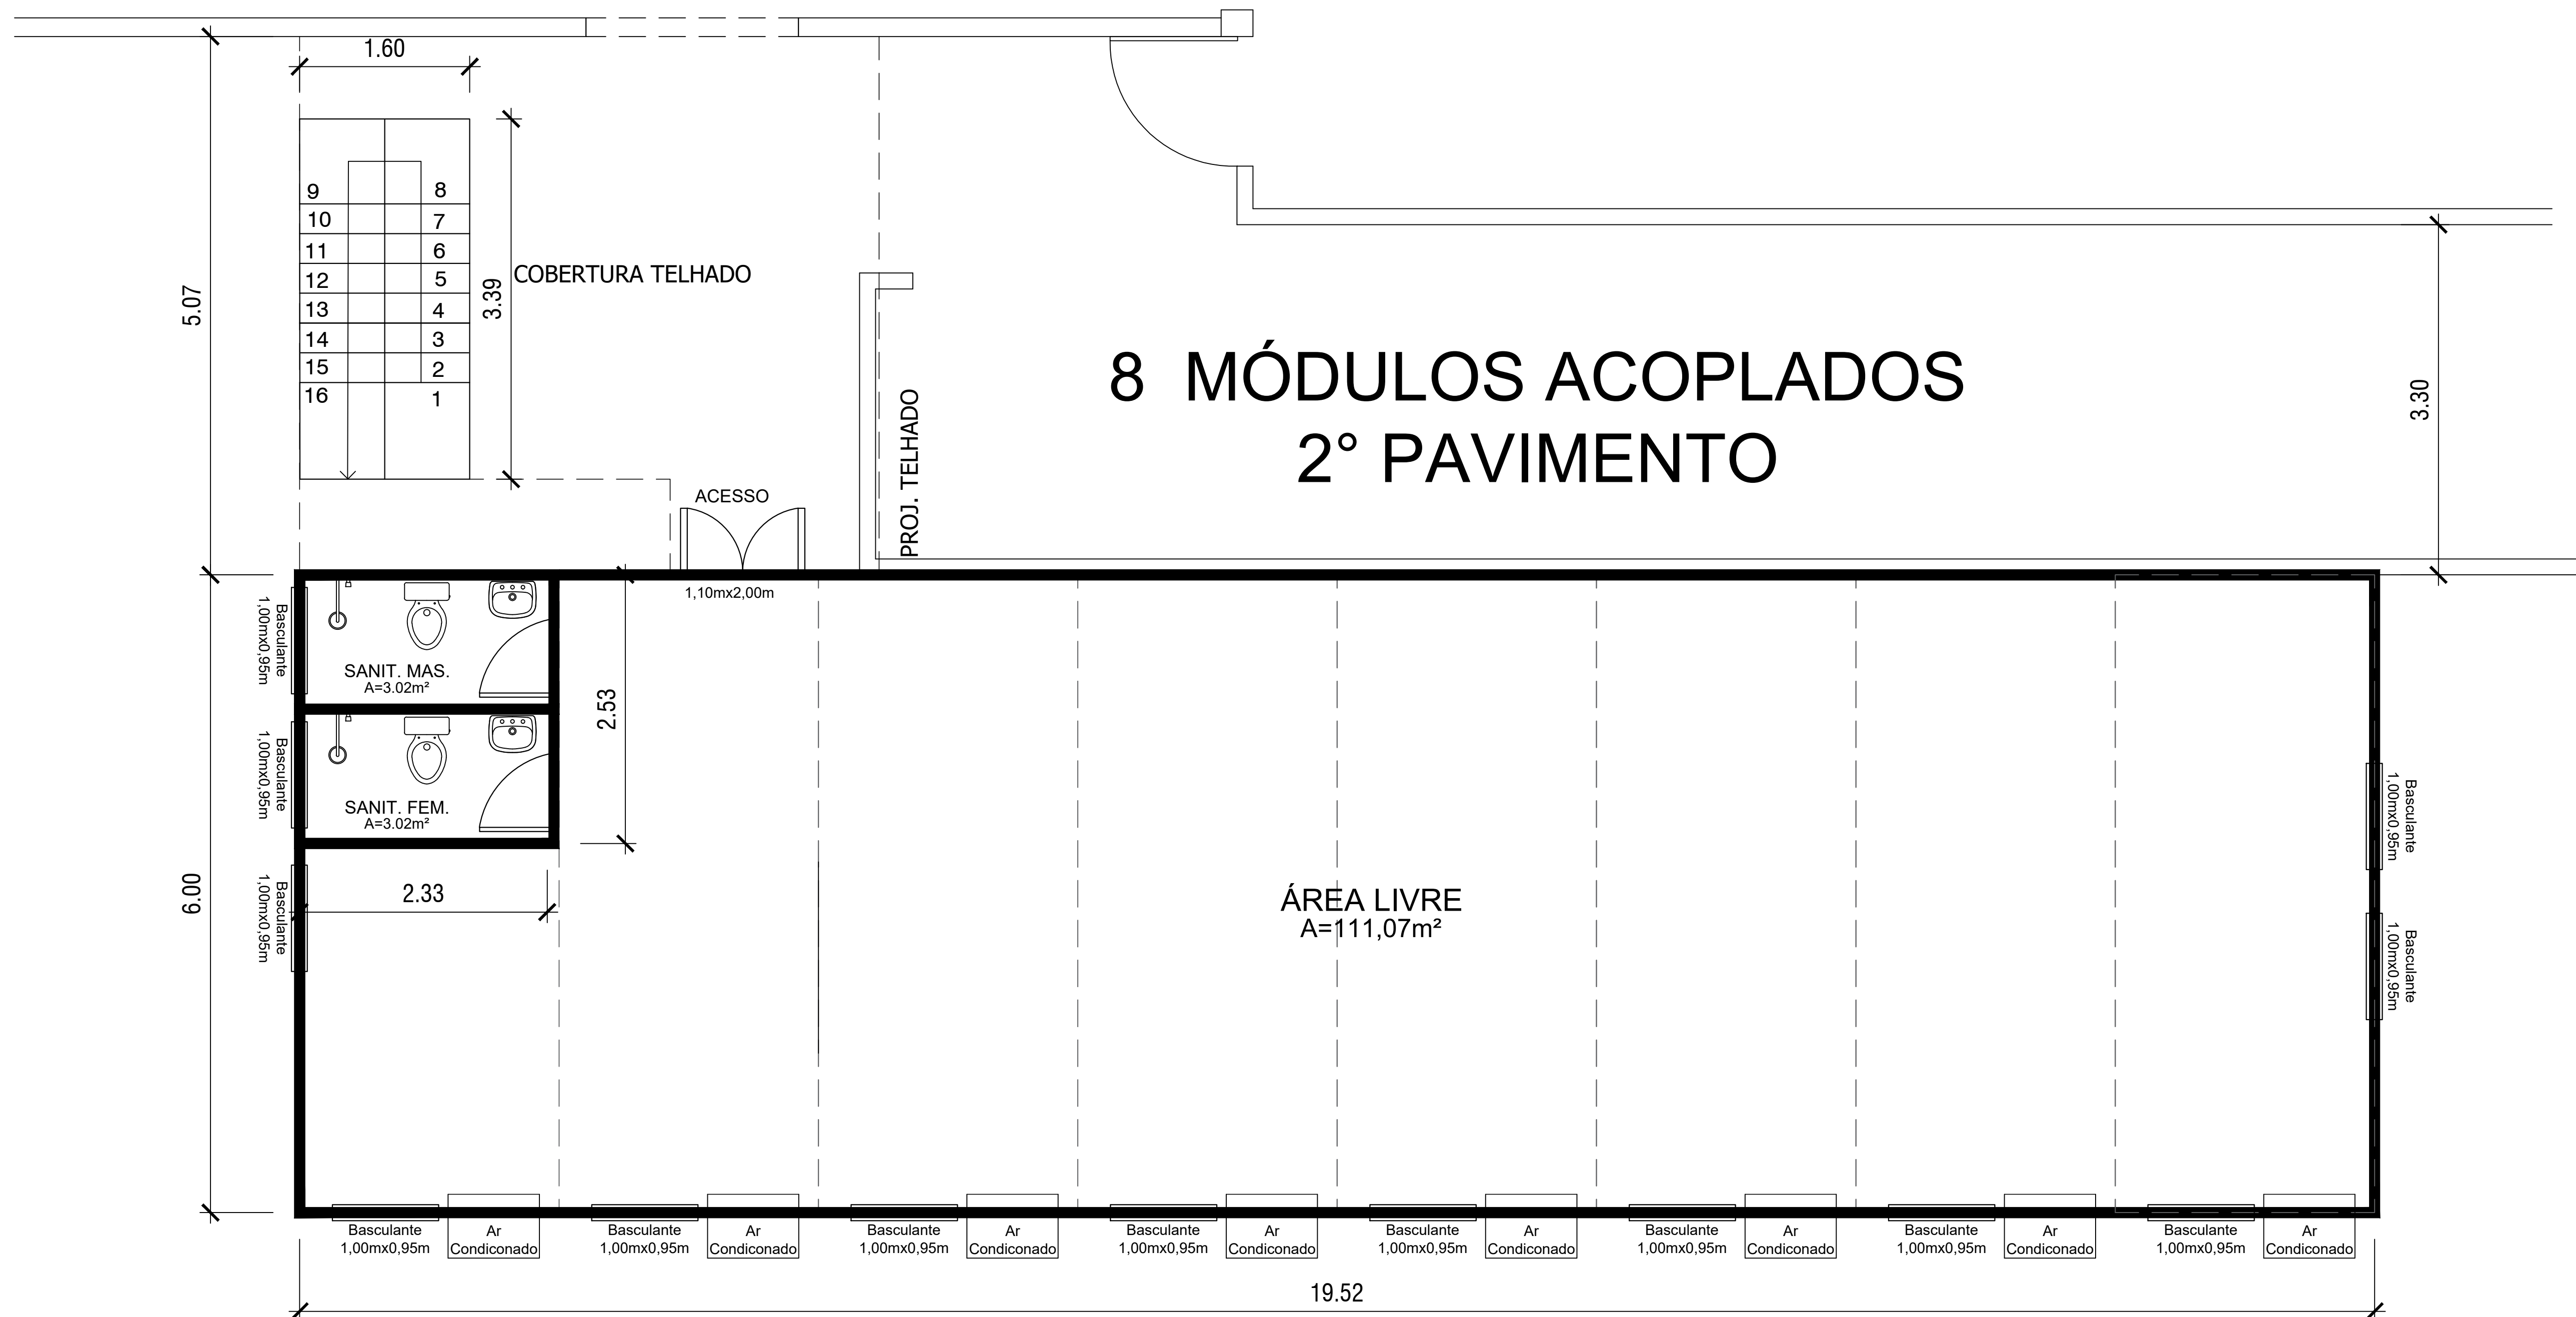 1.60
5.07
9
8
10
7
11
6
12
5
13
4
14
3
15
2
16
1
3.39
COBERTURA TELHADO
PROJ. TELHADO
8 MÓDULOS ACOPLADOS
2° PAVIMENTO
3.30
ACESSO
1,10mx2,00m
Basculante
1,00mx0,95m
SANIT. MAS.
A=3.02m²
2.53
Basculante
1,00mx0,95m
SANIT. FEM.
A=3.02m²
Basculante
1,00mx0,95m
6.00
2.33
ÁREA LIVRE
A=111,07m²
Basculante
1,00mx0,95m
Basculante
1,00mx0,95m
Basculante
1,00mx0,95m
Ar
Condiconado
Basculante
1,00mx0,95m
Ar
Condiconado
Basculante
1,00mx0,95m
Ar
Condiconado
Basculante
1,00mx0,95m
Ar
Condiconado
Basculante
1,00mx0,95m
Ar
Condiconado
Basculante
1,00mx0,95m
Ar
Condiconado
Basculante
1,00mx0,95m
Ar
Condiconado
Basculante
1,00mx0,95m
Ar
Condiconado
19.52